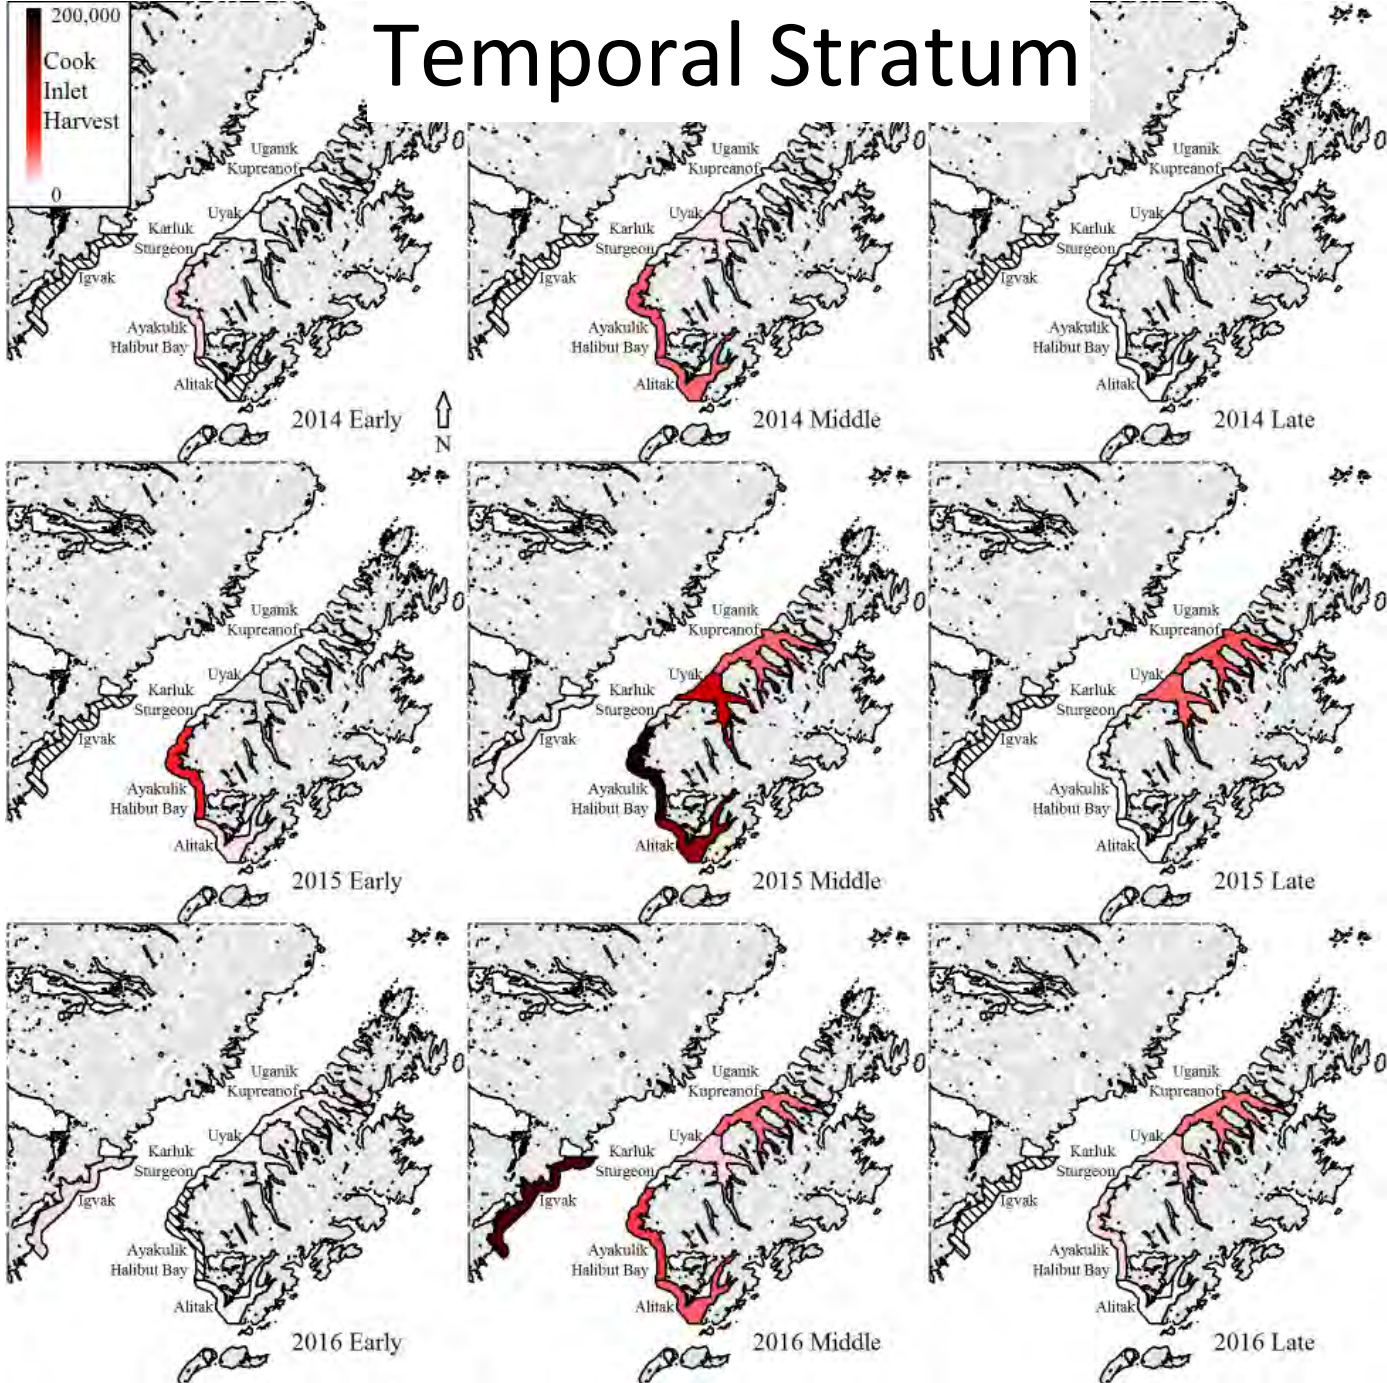 Temporal Stratum
200,000
Cook
Inlet
Harvest
0
Uganik
Kupreanof
Uyak
Karluk
Sturgeon
Igvak
Ayakulik
Halibut Bay
Alitak
2014 Early
N
Uganik
Kupreanof
Uyak
Karluk
Sturgeon
Igvak
Ayakulik
Halibut Bay
Alitak
2014 Middle
Uganik
Kupreanof
Uyak
Karluk
Sturgeon
Igvak
Ayakulik
Halibut Bay
Alitak
2014 Late
Uganik
Kupreanof
Uyak
Karluk
Sturgeon
Igvak
Ayakulik
Halibut Bay
Alitak
2015 Early
Uganik
Kupreanof
Uyak
Karluk
Sturgeon
Igvak
Ayakulik
Halibut Bay
Alitak
2015 Middle
Uganik
Kupreanof
Uyak
Karluk
Sturgeon
Igvak
Ayakulik
Halibut Bay
Alitak
2015 Late
Uganik
Kupreanof
Uyak
Karluk
Sturgeon
Igvak
Ayakulik
Halibut Bay
Alitak
2016 Early
Uganik
Kupreanof
Uyak
Karluk
Sturgeon
Igvak
Ayakulik
Halibut Bay
Alitak
2016 Middle
Uganik
Kupreanof
Uyak
Karluk
Sturgeon
Igvak
Ayakulik
Halibut Bay
Alitak
2016 Late